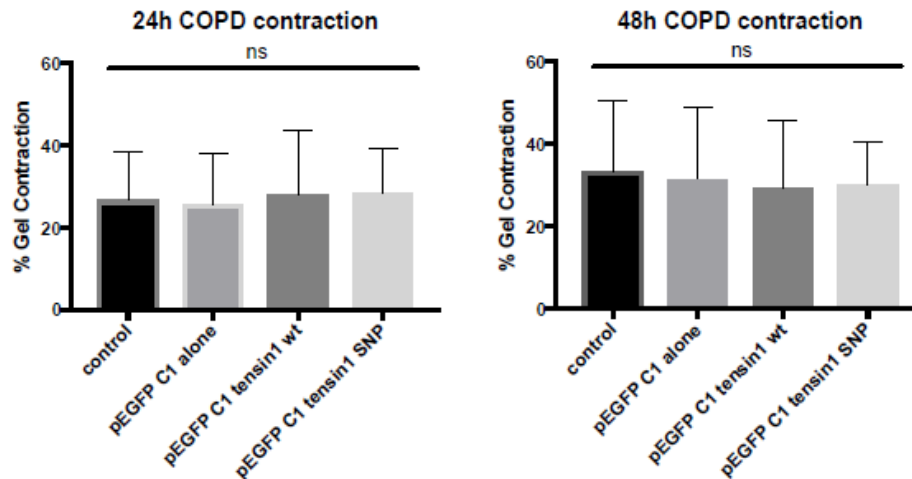 24h COPD contraction
ns
60
40
20
0
% Gel Contraction
control
pEGFP C1 alone
pEGFP C1 tensin1 wt
pEGFP C1 tensin1 SNP
48h COPD contraction
ns
60
40
20
0
% Gel Contraction
control
pEGFP C1 alone
pEGFP C1 tensin1 wt
pEGFP C1 tensin1 SNP